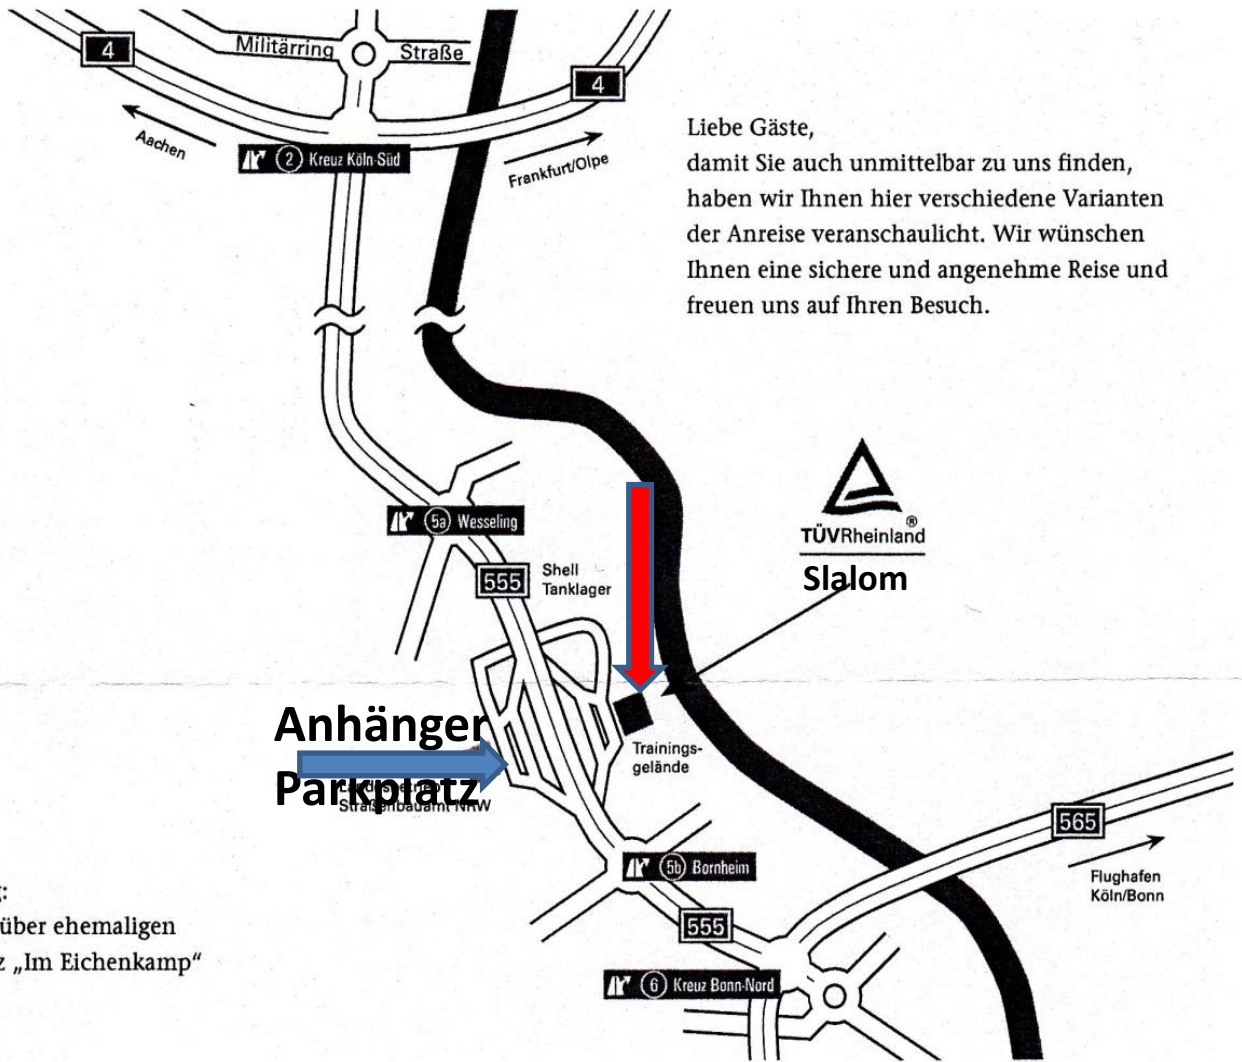 Militärring Straße
4
4
Aachen
2 Kreuz Köln-Süd
Frankfurt/Olpe
Liebe Gäste,
damit Sie auch unmittelbar zu uns finden,
haben wir Ihnen hier verschiedene Varianten
der Anreise veranschaulicht. Wir wünschen
Ihnen eine sichere und angenehme Reise und
freuen uns auf Ihren Besuch.
5a Wesseling
555
Shell
Tanklager
TÜVRheinland®
Slalom
Anhänger
Parkplatz
Straßenbauamt NRW
Trainings-
gelände
5b Bornheim
565
Flughafen
Köln/Bonn
555
6 Kreuz Bonn-Nord
über ehemaligen
„Im Eichenkamp“